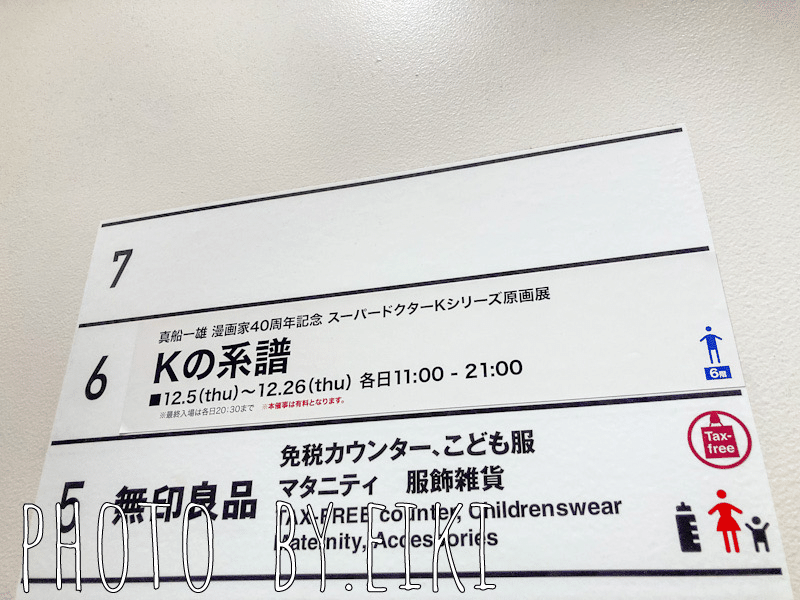 7
6
真船一雄 漫画家40周年記念 スーパードクターKシリーズ原画展
Kの系譜
■12.5(thu)～12.26(thu) 各日11:00 - 21:00
※最終入場は各日20:30まで ※本催事は有料となります。
6階
5 無印良品
免税カウンター、こども服
マタニティ 服飾雑貨
TAX-FREE counter, Childrenswear
Maternity, Accessories
Tax-
free
PHOTO BY.EIKI